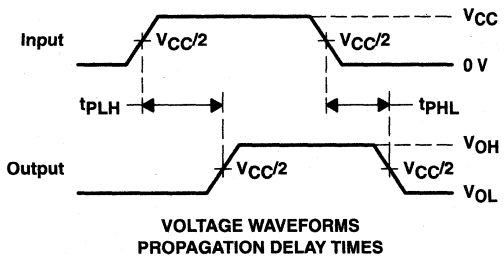 VCC
Input
VCC/2
VCC/2
0 V
tPLH
tPHL
VOH
Output
VCC/2
VCC/2
VOL
VOLTAGE WAVEFORMS
PROPAGATION DELAY TIMES